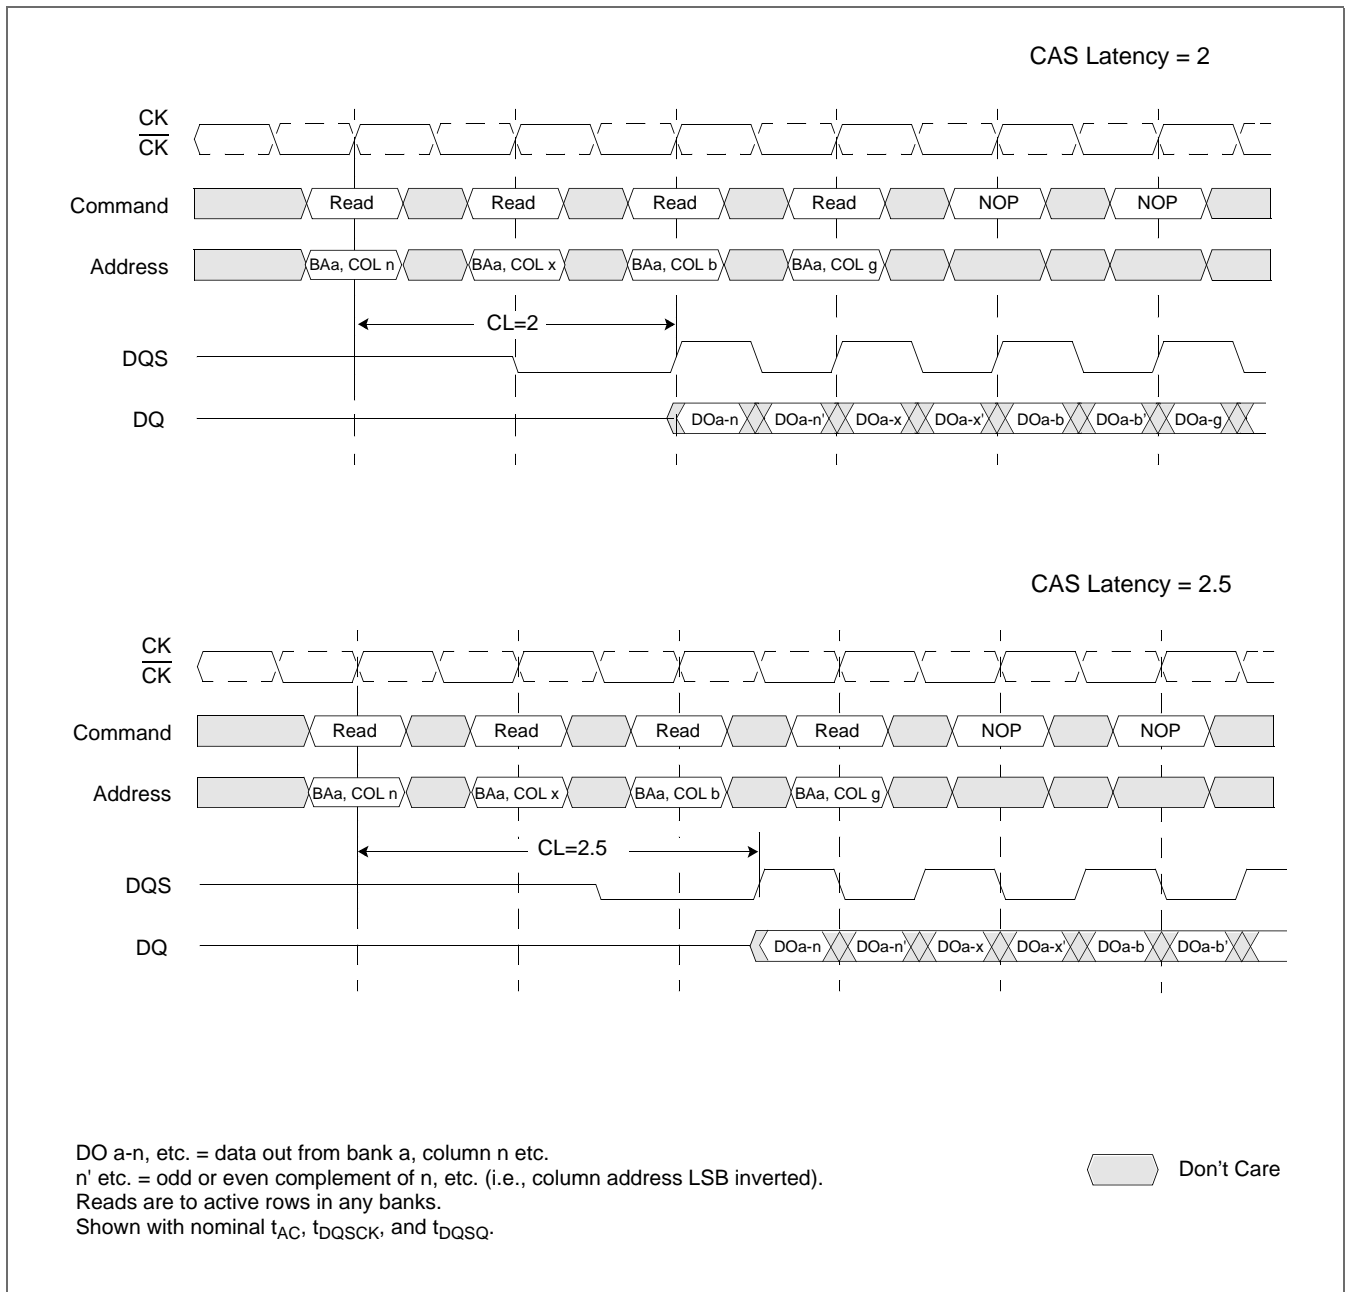 CAS Latency = 2
CK
CK
Command
Read Read Read Read NOP NOP
Address
BAa, COL n BAa, COL x BAa, COL b BAa, COL g
CL=2
DQS
DQ
DOa-n DOa-n' DOa-x DOa-x' DOa-b DOa-b' DOa-g
CAS Latency = 2.5
CK
CK
Command
Read Read Read Read NOP NOP
Address
BAa, COL n BAa, COL x BAa, COL b BAa, COL g
CL=2.5
DQS
DQ
DOa-n DOa-n' DOa-x DOa-x' DOa-b DOa-b'
DO a-n, etc. = data out from bank a, column n etc.
n' etc. = odd or even complement of n, etc. (i.e., column address LSB inverted).
Reads are to active rows in any banks.
Shown with nominal tAC, tDQSCK, and tDQSQ.
Don't Care